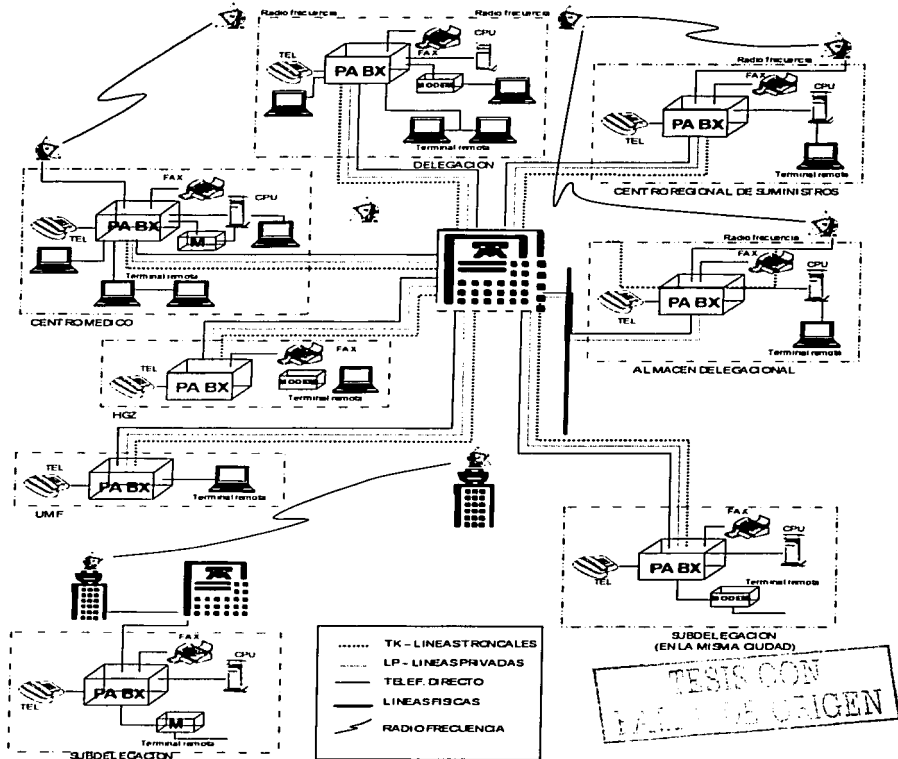 Radio frecuencia
Radio frecuencia
TEL
FAX
CPU
PA BX
MODEM
Terminal remota
DELEGACION
Radio frecuencia
FAX
CPU
PA BX
TEL
Terminal remota
CENTRO REGIONAL DE SUMINISTROS
FAX
CPU
PA BX
TEL
M
Terminal remota
CENTRO MEDICO
Radio frecuencia
FAX
CPU
PA BX
TEL
Terminal remota
ALMACEN DELEGACIONAL
TEL
FAX
PA BX
MODEM
Terminal remota
HGZ
TEL
PA BX
Terminal remota
UMF
FAX
CPU
PA BX
TEL
MODEM
Terminal remota
SUBDELEGACION
(EN LA MISMA CIUDAD)
FAX
CPU
PA BX
TEL
M
Terminal remota
SUBDELEGACION
TK - LINEAS TRONCALES
LP - LINEAS PRIVADAS
TELEF. DIRECTO
LINEAS FISICAS
RADIO FRECUENCIA
TESIS CON
DE ORIGEN